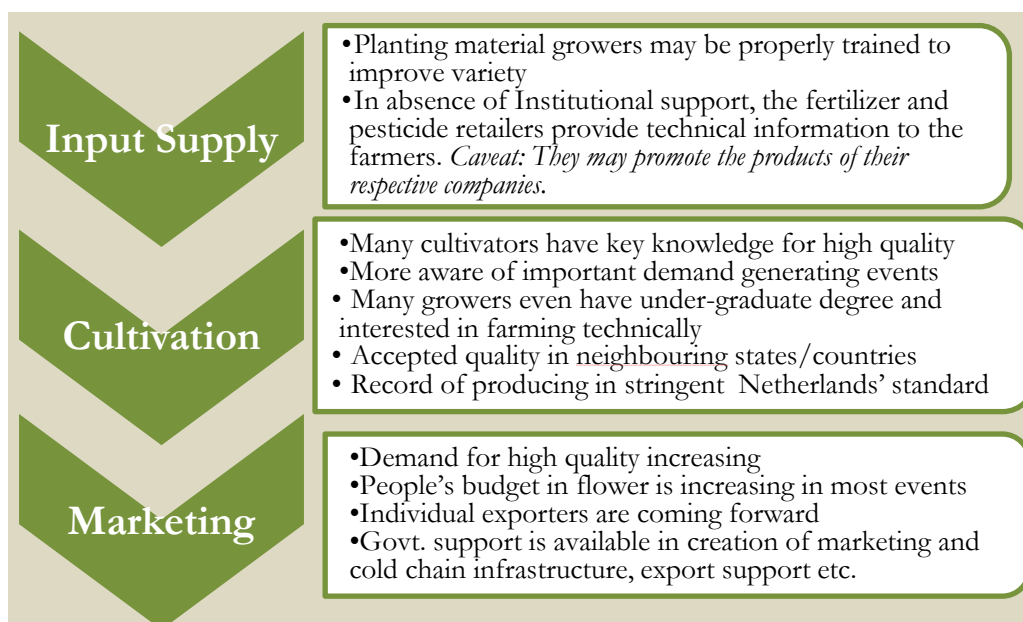 Input Supply
•Planting material growers may be properly trained to
improve variety
•In absence of Institutional support, the fertilizer and
pesticide retailers provide technical information to the
farmers. Caveat: They may promote the products of their
respective companies.
Cultivation
•Many cultivators have key knowledge for high quality
•More aware of important demand generating events
• Many growers even have under-graduate degree and
interested in farming technically
• Accepted quality in neighbouring states/countries
• Record of producing in stringent Netherlands’ standard
Marketing
•Demand for high quality increasing
•People’s budget in flower is increasing in most events
•Individual exporters are coming forward
•Govt. support is available in creation of marketing and
cold chain infrastructure, export support etc.